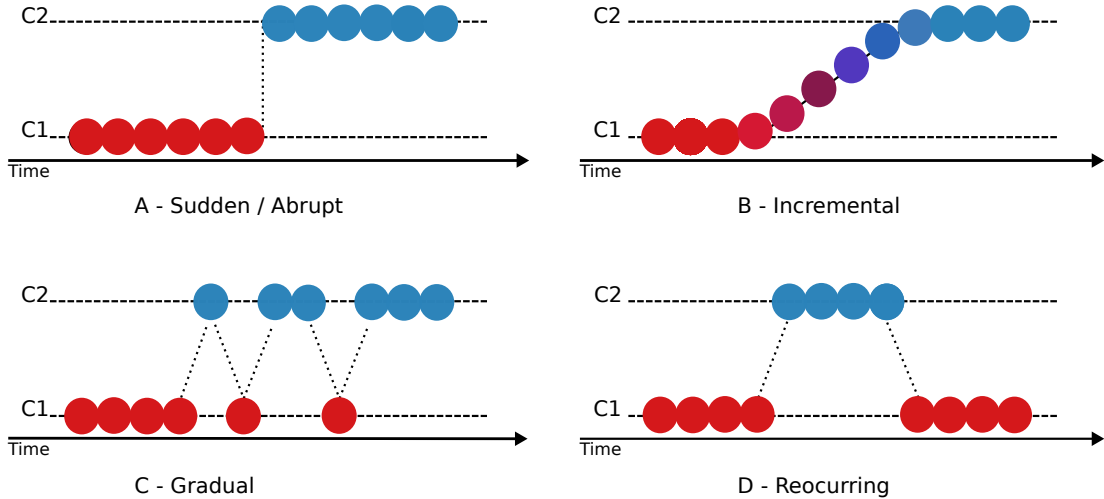 C2
C1
Time
A - Sudden / Abrupt
C2
C1
Time
B - Incremental
C2
C1
Time
C - Gradual
C2
C1
Time
D - Reocurring